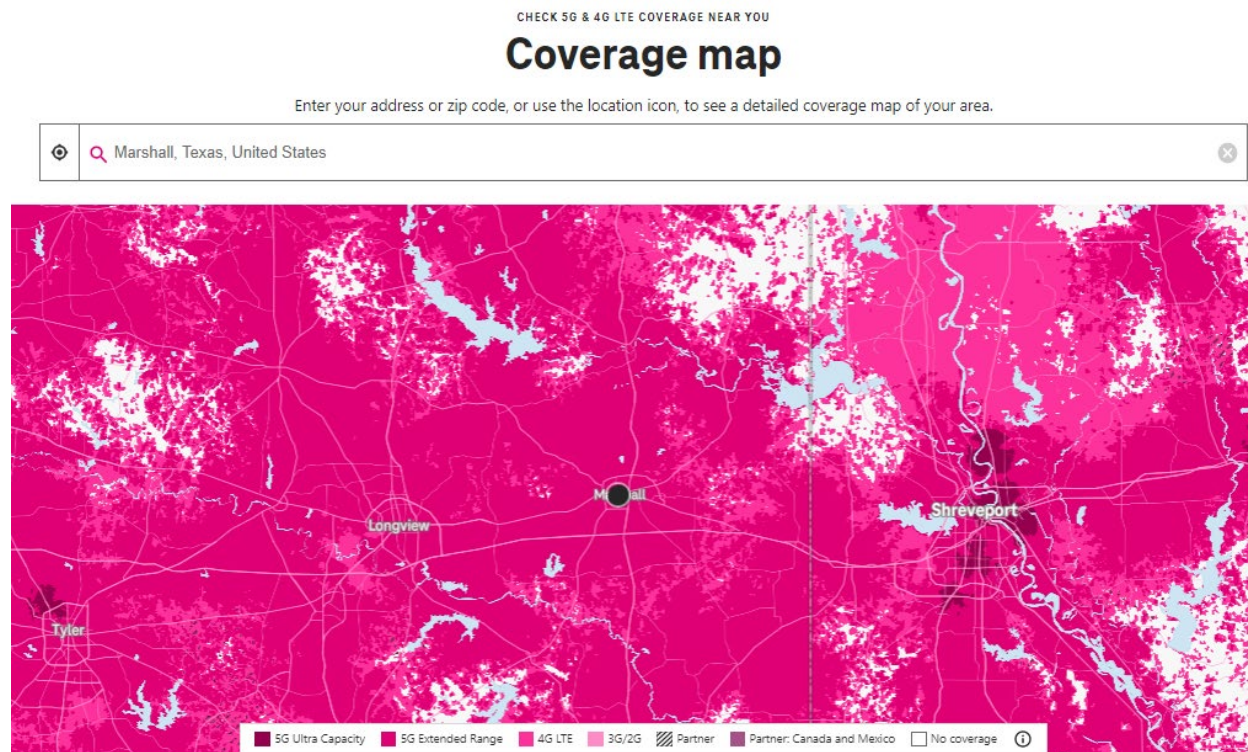 CHECK 5G & 4G LTE COVERAGE NEAR YOU
Coverage map
Enter your address or zip code, or use the location icon, to see a detailed coverage map of your area.
Marshall, Texas, United States
Longview
Shreveport
Tyler
5G Ultra Capacity 5G Extended Range 4G LTE 3G/2G Partner Partner: Canada and Mexico No coverage